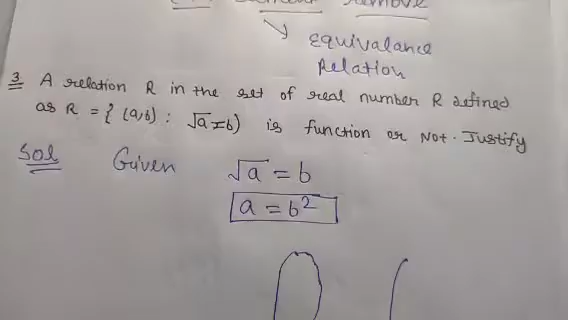 Remove
Equivalance
Relation
3 A relation R in the set of real number R defined
as R = { (a,b) : √a = b) is function or Not. Justify
Sol Given √a = b
a = b²